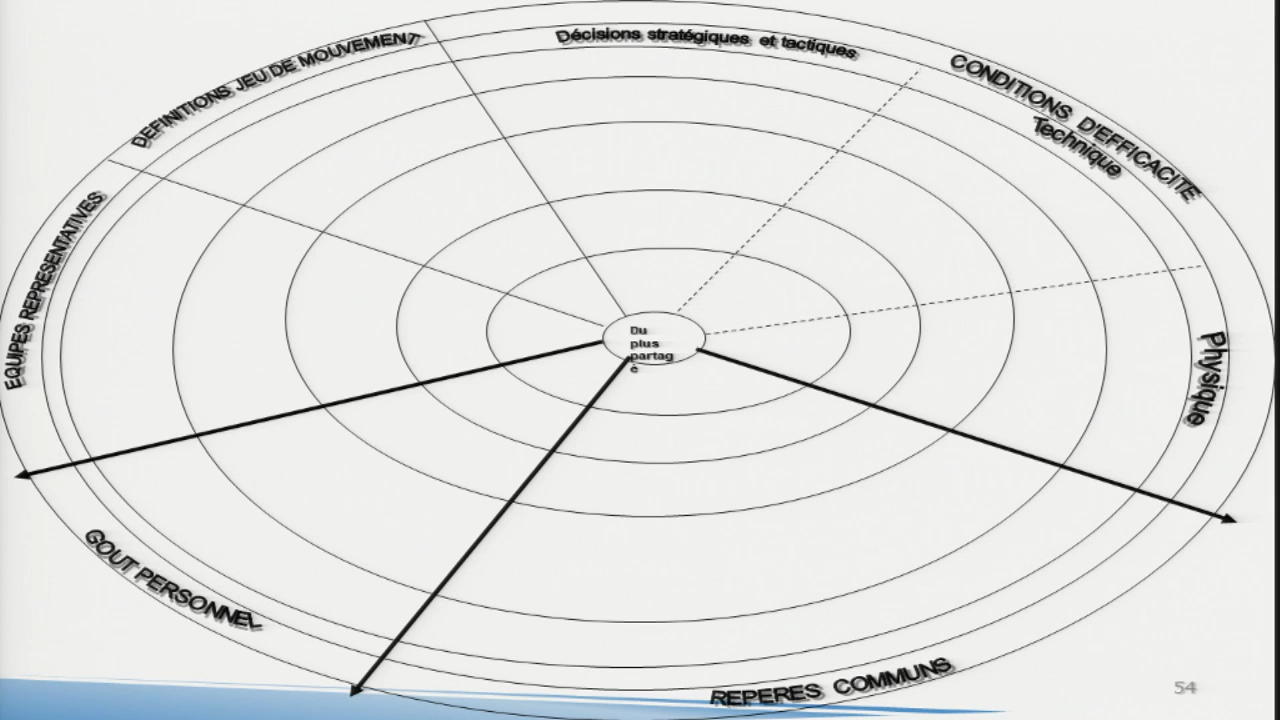 DEFINITIONS JEU DE MOUVEMENT
Décisions stratégiques et tactiques
CONDITIONS D'EFFICACITE
Technique
EQUIPES REPRESENTATIVES
Physique
Du
plus
partag
é
GOUT PERSONNEL
REPERES COMMUNS
54